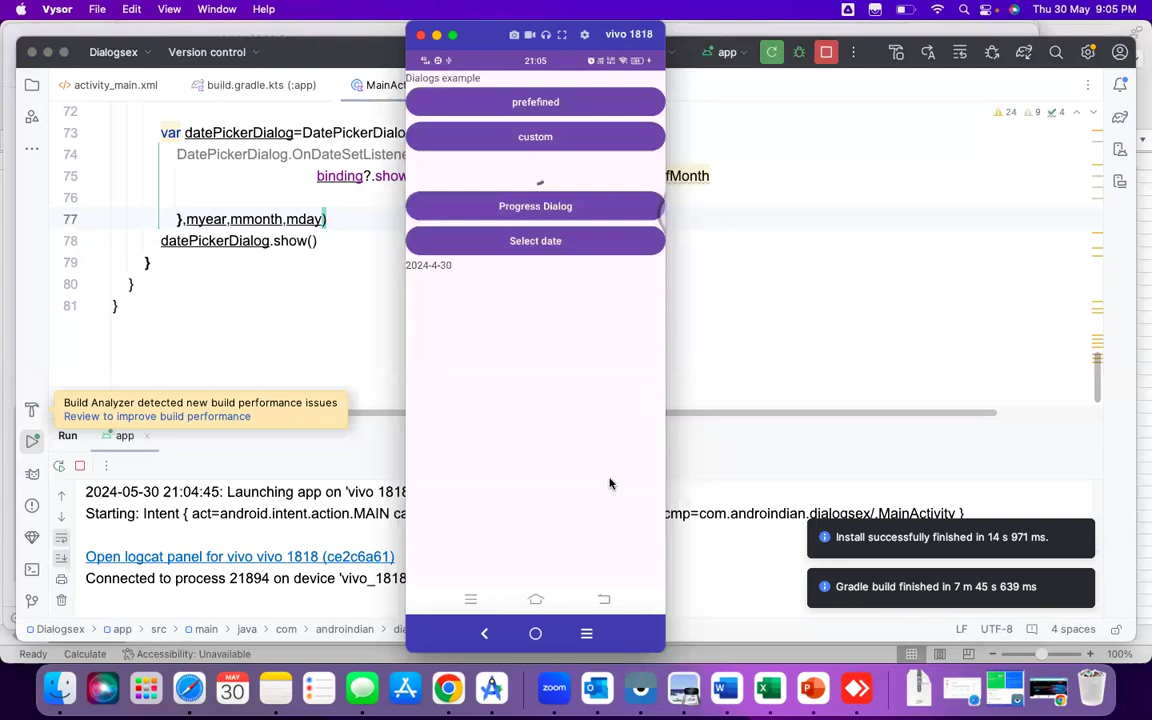 Vysor File Edit View Window Help
Thu 30 May 9:05 PM
vivo 1818
Dialogsex Version control
app
activity_main.xml build.gradle.kts (:app) MainAc
21:05
Dialogs example
prefefined
custom
Progress Dialog
Select date
2024-4-30
24 9 4
72
73 var datePickerDialog=DatePickerDialo
74 DatePickerDialog.OnDateSetListene
75 binding?.show fMonth
76
77 },myear,mmonth,mday)
78 datePickerDialog.show()
79 }
80 }
81 }
Build Analyzer detected new build performance issues
Review to improve build performance
Run app
2024-05-30 21:04:45: Launching app on 'vivo 1818
Starting: Intent { act=android.intent.action.MAIN ca cmp=com.androindian.dialogsex/.MainActivity }
Open logcat panel for vivo vivo 1818 (ce2c6a61)
Connected to process 21894 on device 'vivo_1818
Install successfully finished in 14 s 971 ms.
Gradle build finished in 7 m 45 s 639 ms
Dialogsex app src main java com androindian di
LF UTF-8 4 spaces
Ready Calculate Accessibility: Unavailable
100%
MAY
30
zoom
ZIP